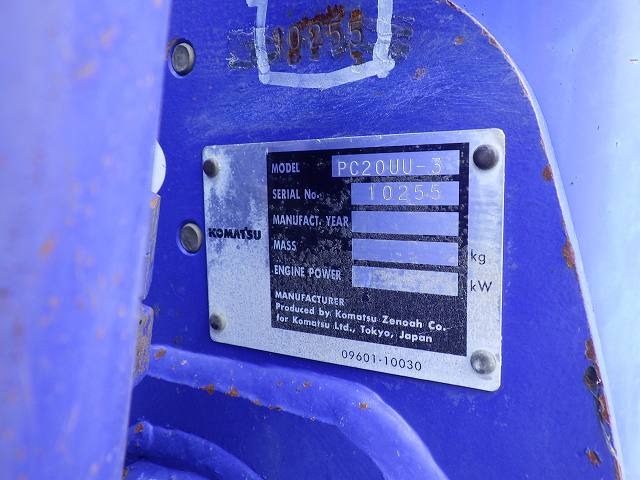 10255
MODEL PC20UU-3
SERIAL No. 10255
MANUFACT. YEAR
MASS kg
ENGINE POWER kW
KOMATSU
MANUFACTURER
Produced by Komatsu Zenoah Co.
for Komatsu Ltd., Tokyo, Japan
09601-10030